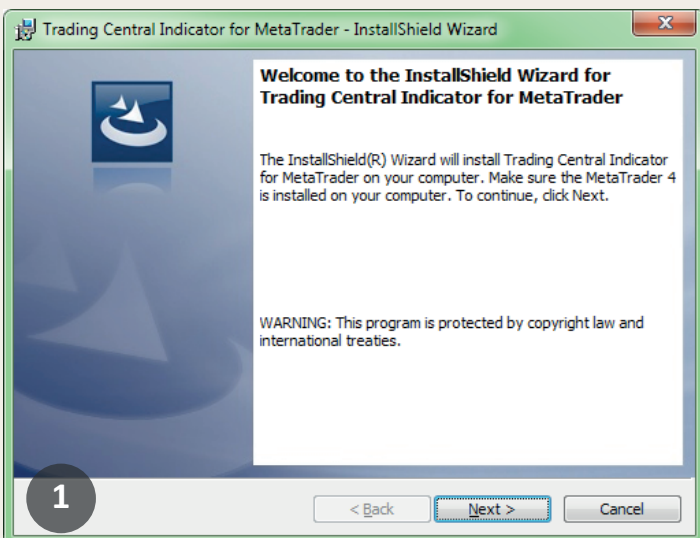 Trading Central Indicator for MetaTrader - InstallShield Wizard
X
Welcome to the InstallShield Wizard for
Trading Central Indicator for MetaTrader
The InstallShield(R) Wizard will install Trading Central Indicator
for MetaTrader on your computer. Make sure the MetaTrader 4
is installed on your computer. To continue, click Next.
WARNING: This program is protected by copyright law and
international treaties.
1
< Back
Next >
Cancel